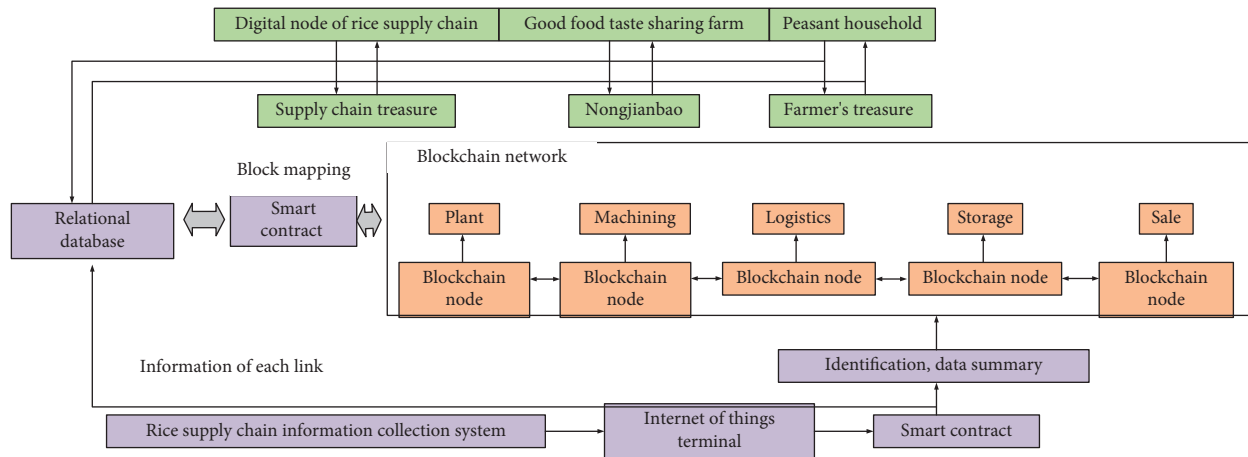 Digital node of rice supply chain
Good food taste sharing farm
Peasant household
Supply chain treasure
Nongjianbao
Farmer's treasure
Block mapping
Blockchain network
Relational
database
Smart
contract
Plant
Machining
Logistics
Storage
Sale
Blockchain
node
Blockchain
node
Blockchain node
Blockchain node
Blockchain
node
Information of each link
Identification, data summary
Rice supply chain information collection system
Internet of things
terminal
Smart contract